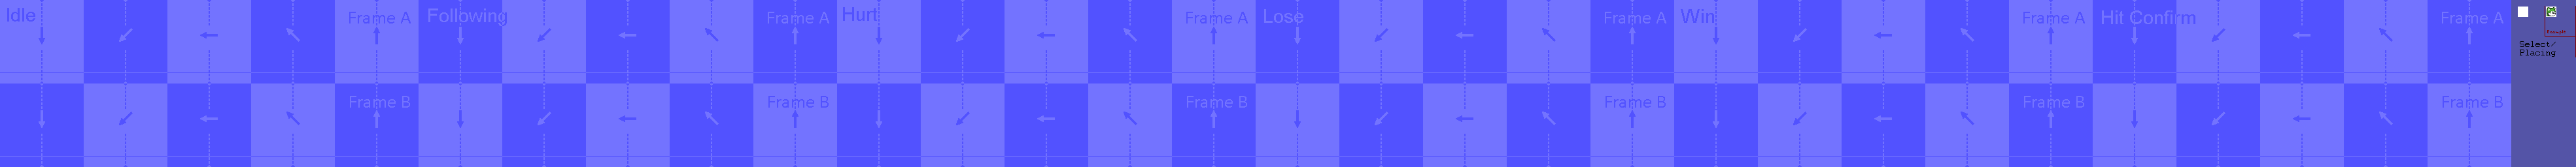 Idle Frame A Following Frame A Hurt Frame A Lose Frame A Win Frame A Hit Confirm Frame A
Select/
Placing
Frame B Frame B Frame B Frame B Frame B Frame B